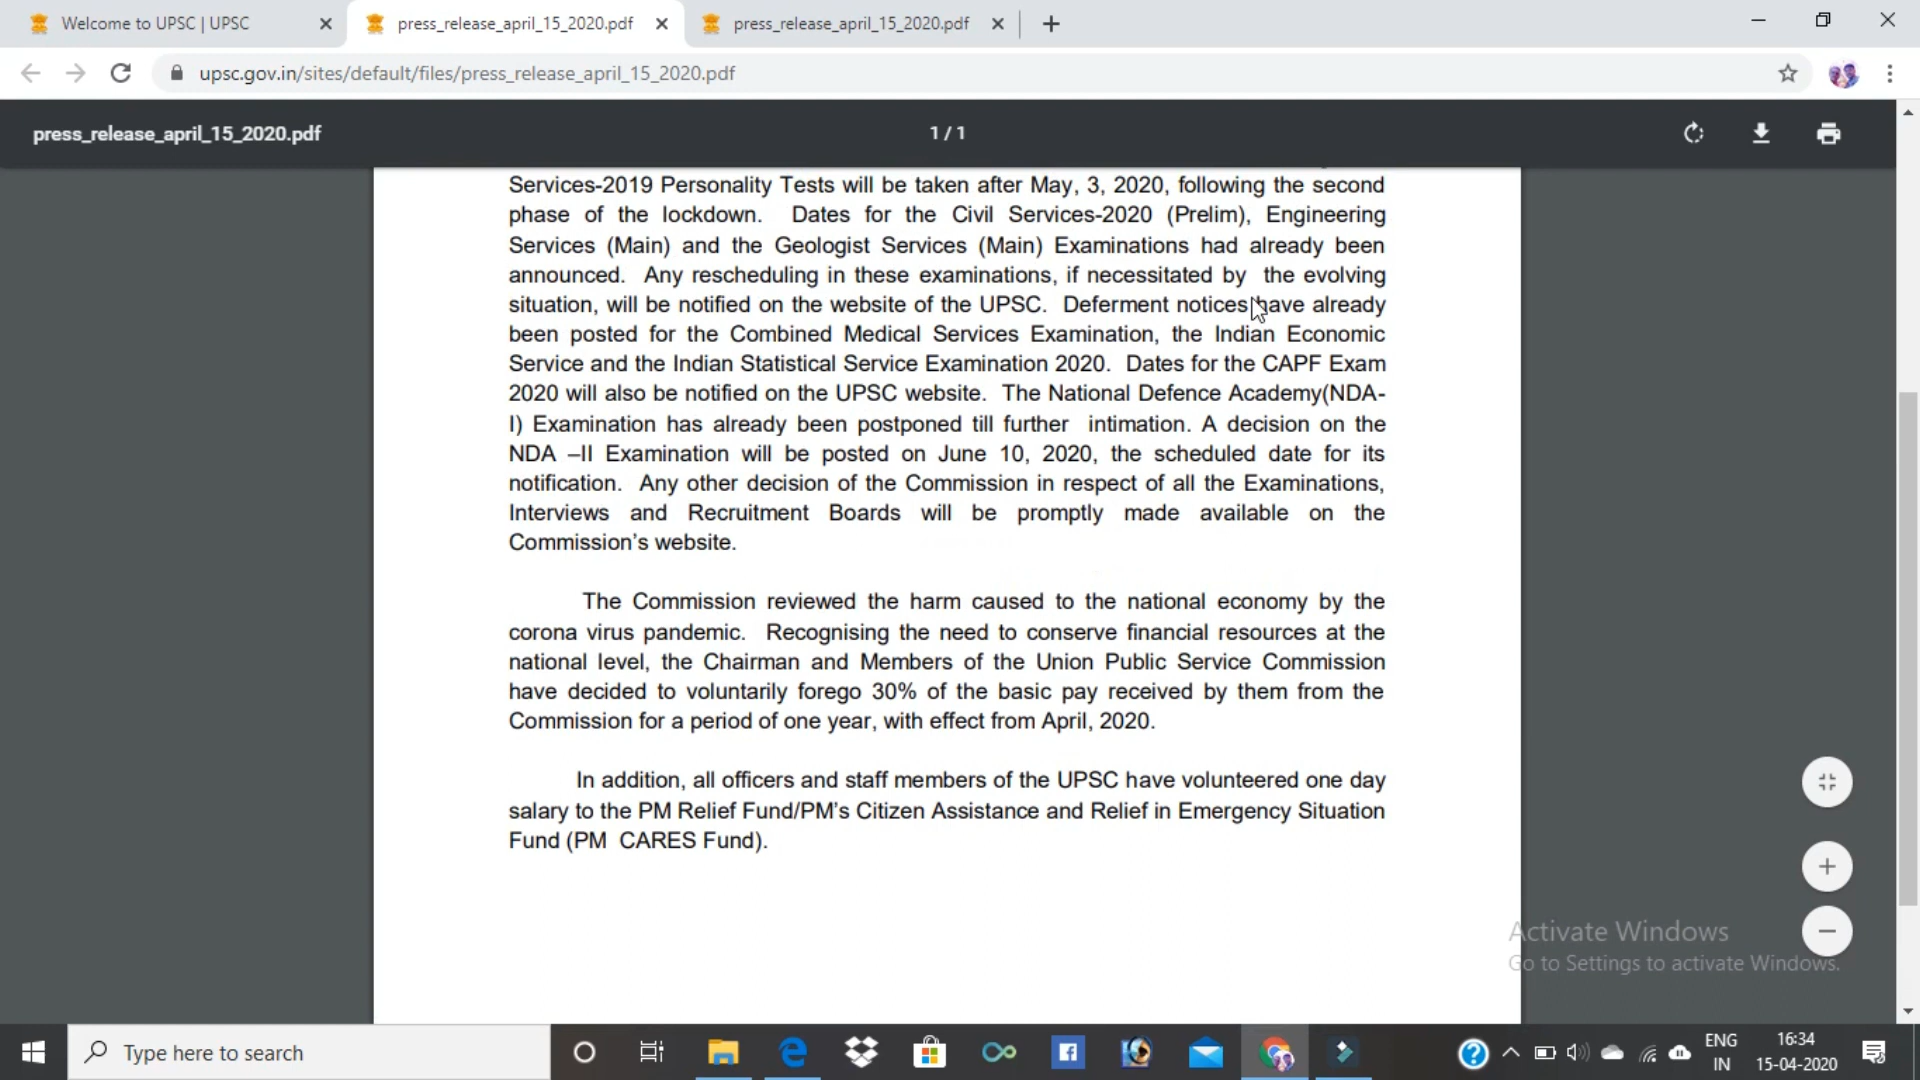 Welcome to UPSC | UPSC
press_release_april_15_2020.pdf
press_release_april_15_2020.pdf
upsc.gov.in/sites/default/files/press_release_april_15_2020.pdf
press_release_april_15_2020.pdf
1 / 1
Services-2019 Personality Tests will be taken after May, 3, 2020, following the second
phase of the lockdown. Dates for the Civil Services-2020 (Prelim), Engineering
Services (Main) and the Geologist Services (Main) Examinations had already been
announced. Any rescheduling in these examinations, if necessitated by the evolving
situation, will be notified on the website of the UPSC. Deferment notices have already
been posted for the Combined Medical Services Examination, the Indian Economic
Service and the Indian Statistical Service Examination 2020. Dates for the CAPF Exam
2020 will also be notified on the UPSC website. The National Defence Academy(NDA-
I) Examination has already been postponed till further intimation. A decision on the
NDA –II Examination will be posted on June 10, 2020, the scheduled date for its
notification. Any other decision of the Commission in respect of all the Examinations,
Interviews and Recruitment Boards will be promptly made available on the
Commission's website.
The Commission reviewed the harm caused to the national economy by the
corona virus pandemic. Recognising the need to conserve financial resources at the
national level, the Chairman and Members of the Union Public Service Commission
have decided to voluntarily forego 30% of the basic pay received by them from the
Commission for a period of one year, with effect from April, 2020.
In addition, all officers and staff members of the UPSC have volunteered one day
salary to the PM Relief Fund/PM's Citizen Assistance and Relief in Emergency Situation
Fund (PM CARES Fund).
Activate Windows
Go to Settings to activate Windows.
Type here to search
ENG
IN
16:34
15-04-2020